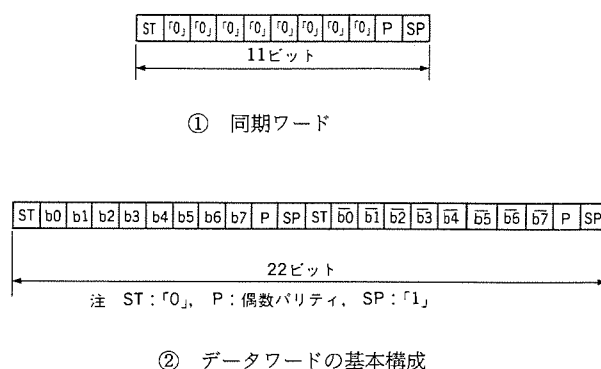 ST 「0」 「0」 「0」 「0」 「0」 「0」 「0」 「0」 P SP
11ビット
① 同期ワード
ST b0 b1 b2 b3 b4 b5 b6 b7 P SP ST b̅0̅ b̅1̅ b̅2̅ b̅3̅ b̅4̅ b̅5̅ b̅6̅ b̅7̅ P SP
22ビット
注 ST:「0」, P:偶数パリティ, SP:「1」
② データワードの基本構成